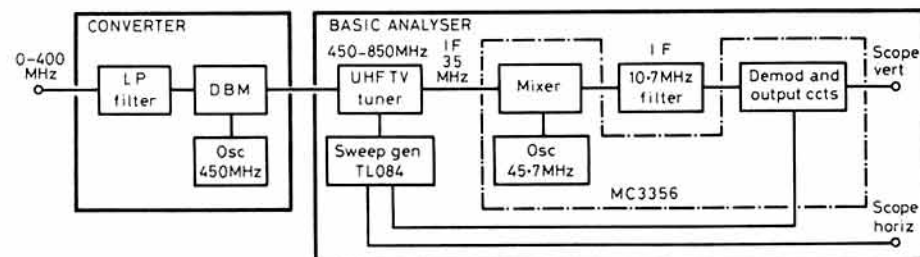 CONVERTER
BASIC ANALYSER
0-400
MHz
LP
filter
DBM
Osc
450MHz
450-850MHz
UHF TV
tuner
IF
35
MHz
Sweep gen
TL084
Mixer
Osc
45·7MHz
IF
10·7MHz
filter
Demod and
output ccts
MC3356
Scope
vert
Scope
horiz